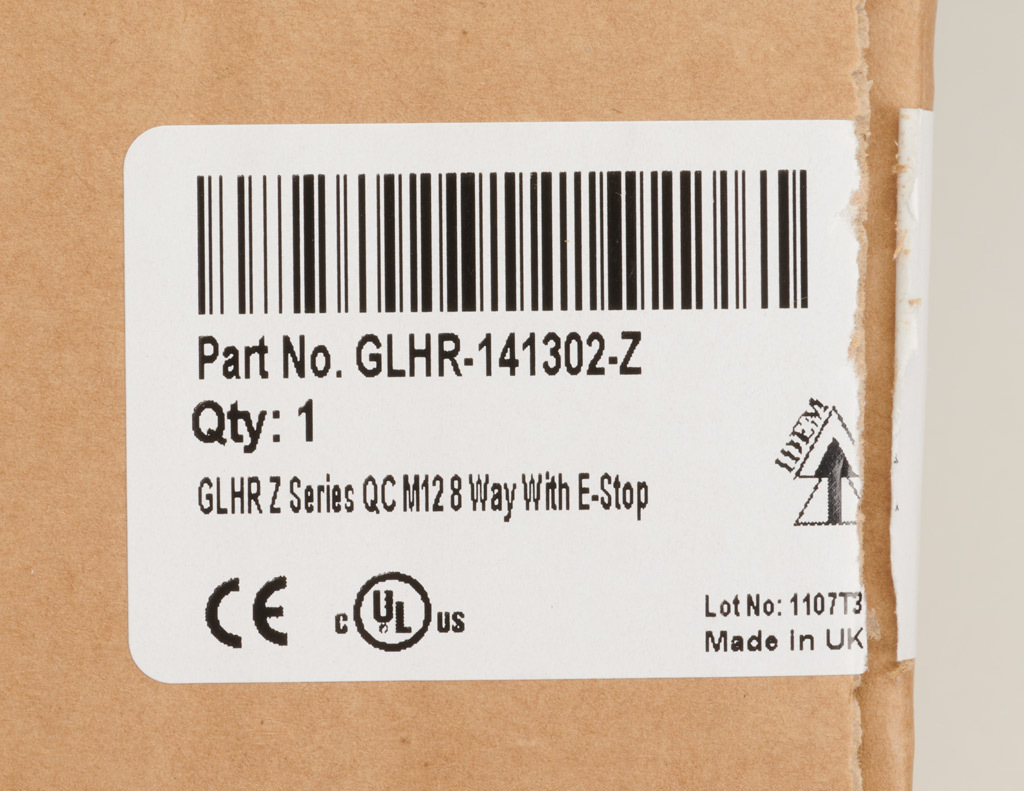 Part No. GLHR-141302-Z
Qty: 1
GLHR Z Series QC M12 8 Way With E-Stop
IDEM
CE
C UL US
Lot No: 1107T3
Made in UK